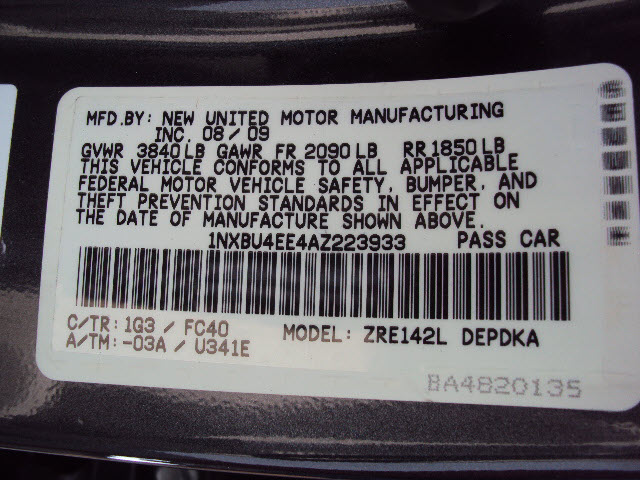 MFD.BY: NEW UNITED MOTOR MANUFACTURING
INC. 08/09
GVWR 3840LB GAWR FR 2090LB RR1850LB
THIS VEHICLE CONFORMS TO ALL APPLICABLE
FEDERAL MOTOR VEHICLE SAFETY, BUMPER, AND
THEFT PREVENTION STANDARDS IN EFFECT ON
THE DATE OF MANUFACTURE SHOWN ABOVE.
1NXBU4EE4AZ223933 PASS CAR
C/TR: 1G3 / FC40 MODEL: ZRE142L DEPDKA
A/TM: -03A / U341E
BA4820135